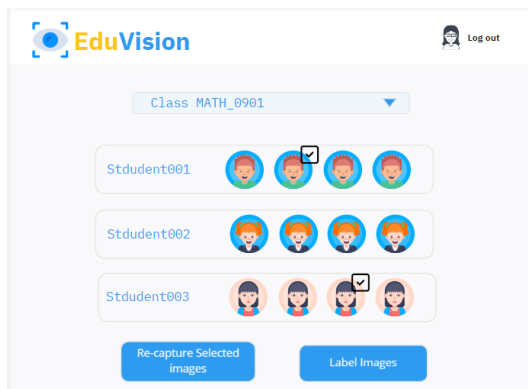 EduVision
Log out
Class MATH_0901
Stdudent001
Stdudent002
Stdudent003
Re-capture Selected
images
Label Images